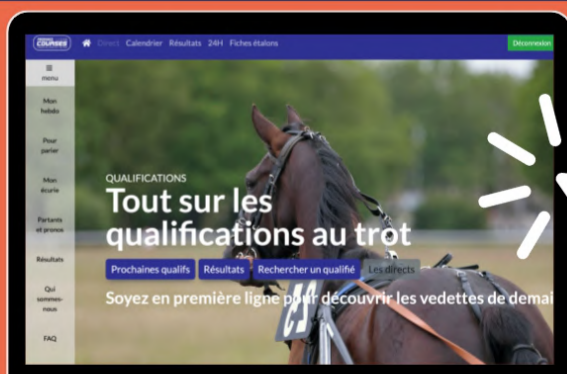 COURSES
Direct Calendrier Résultats 24H Fiches étalons
Déconnexion
menu
Mon
hebdo
Pour
parier
Mon
écurie
Partants
et pronos
Résultats
Qui
sommes-
nous
FAQ
QUALIFICATIONS
Tout sur les
qualifications au trot
Prochaines qualifs Résultats Rechercher un qualifié Les directs
Soyez en première ligne pour découvrir les vedettes de demai